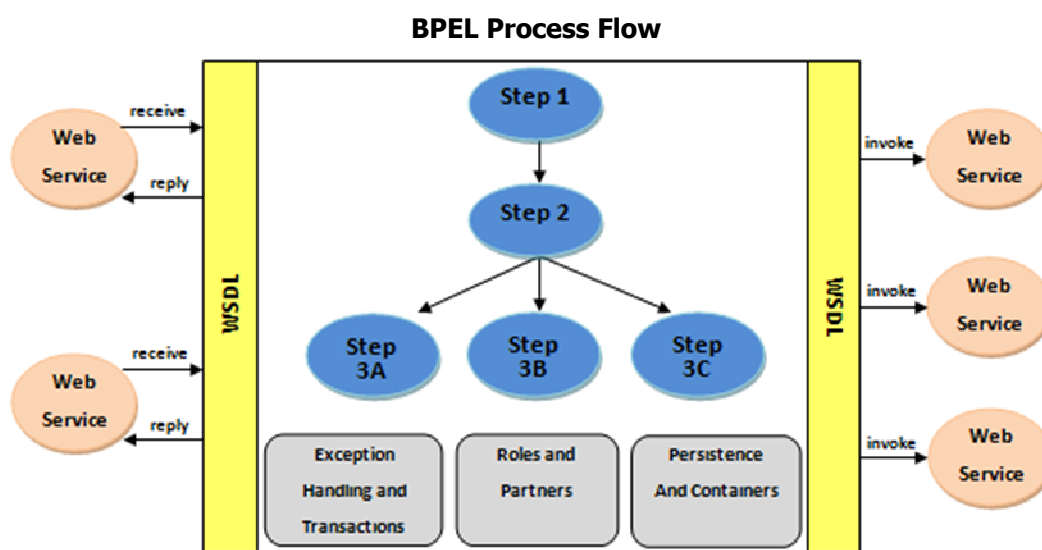 BPEL Process Flow
receive
Web
Service
reply
WSDL
receive
Web
Service
reply
Step 1
Step 2
Step
3A
Step
3B
Step
3C
Exception
Handling and
Transactions
Roles and
Partners
Persistence
And Containers
WSDL
invoke
Web
Service
invoke
Web
Service
invoke
Web
Service